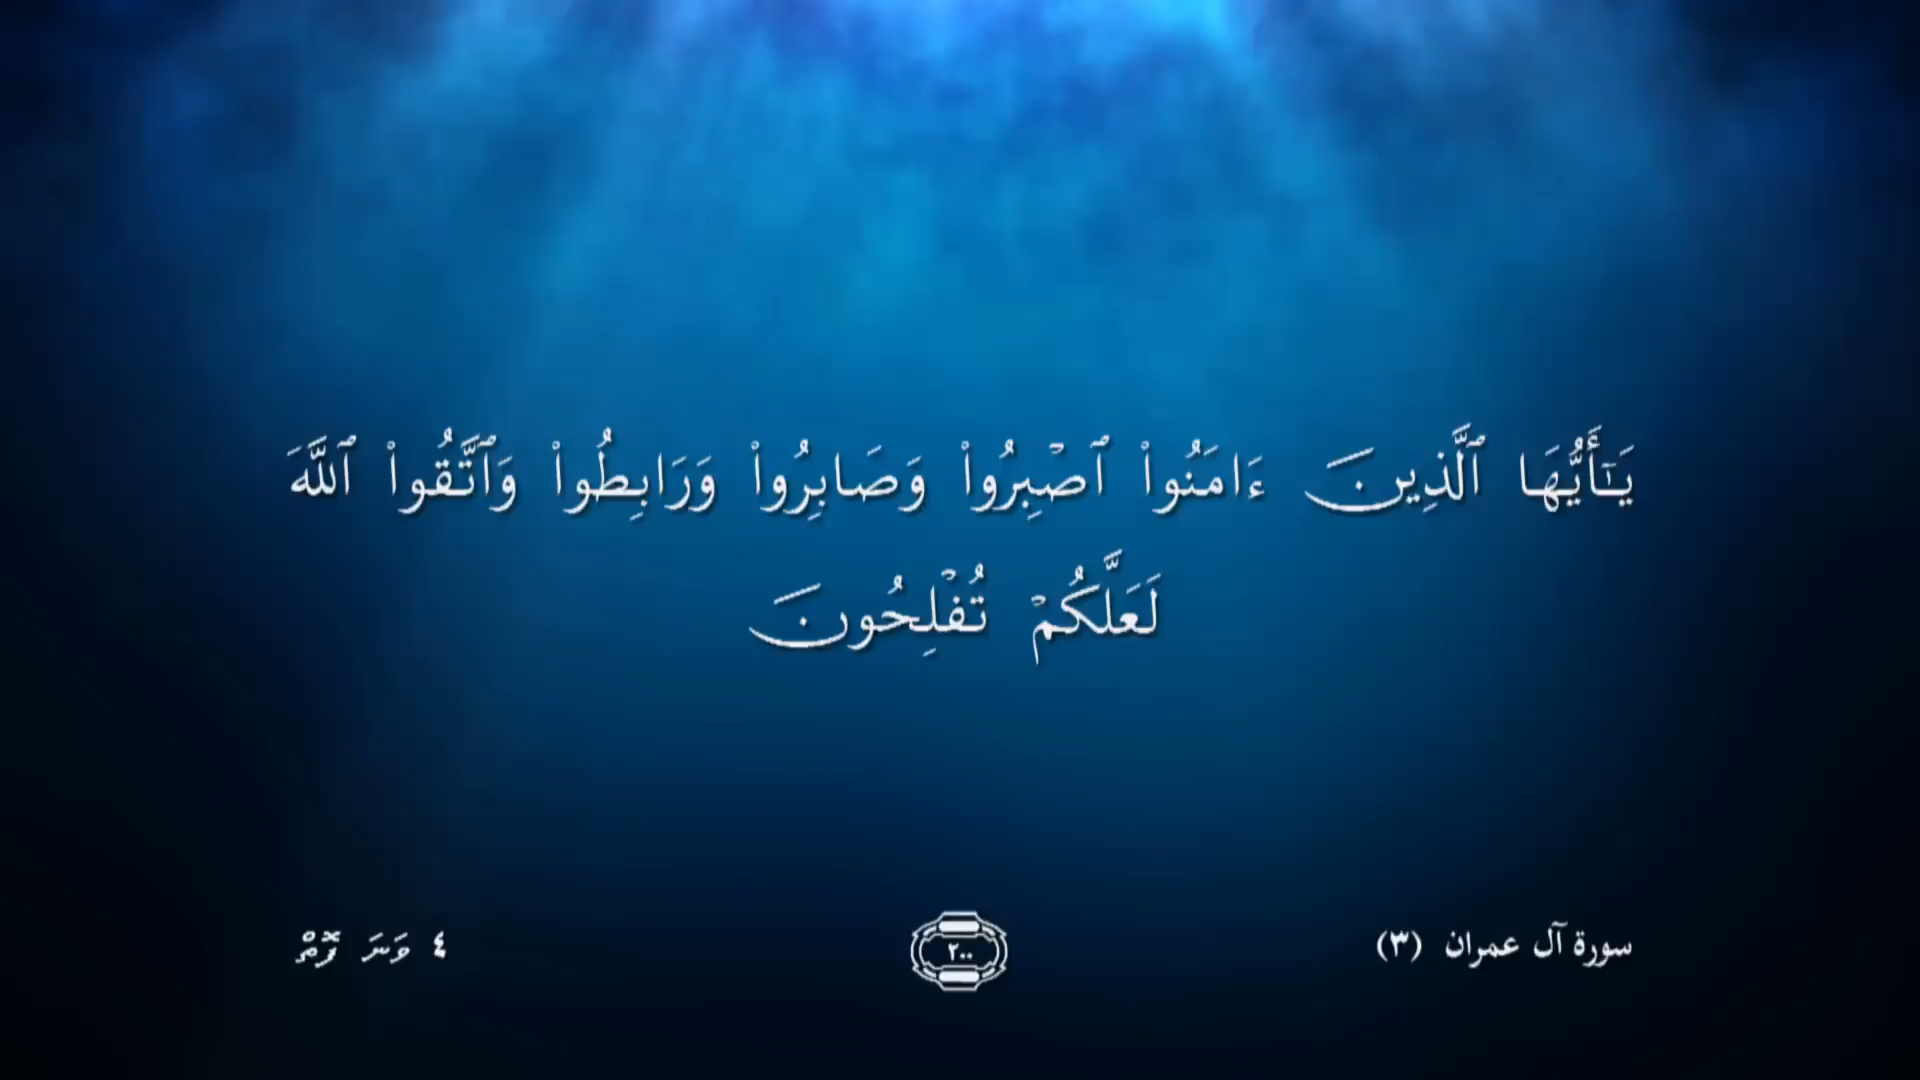 يَـٰٓأَيُّهَا ٱلَّذِينَ ءَامَنُوا۟ ٱصْبِرُوا۟ وَصَابِرُوا۟ وَرَابِطُوا۟ وَٱتَّقُوا۟ ٱللَّهَ
لَعَلَّكُمْ تُفْلِحُونَ
سورة آل عمران (٣)
٢٠٠
٤ ވަނަ ފޮތް